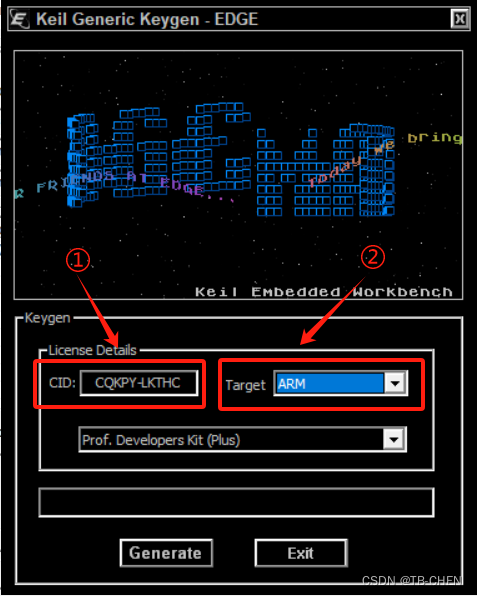 Keil Generic Keygen - EDGE
Today we bring
R FRIENDS AT EDGE...
Keil Embedded Workbench
①
②
Keygen
License Details
CID: CQKPY-LKTHC
Target ARM
Prof. Developers Kit (Plus)
Generate
Exit
CSDN @TB-CHEN